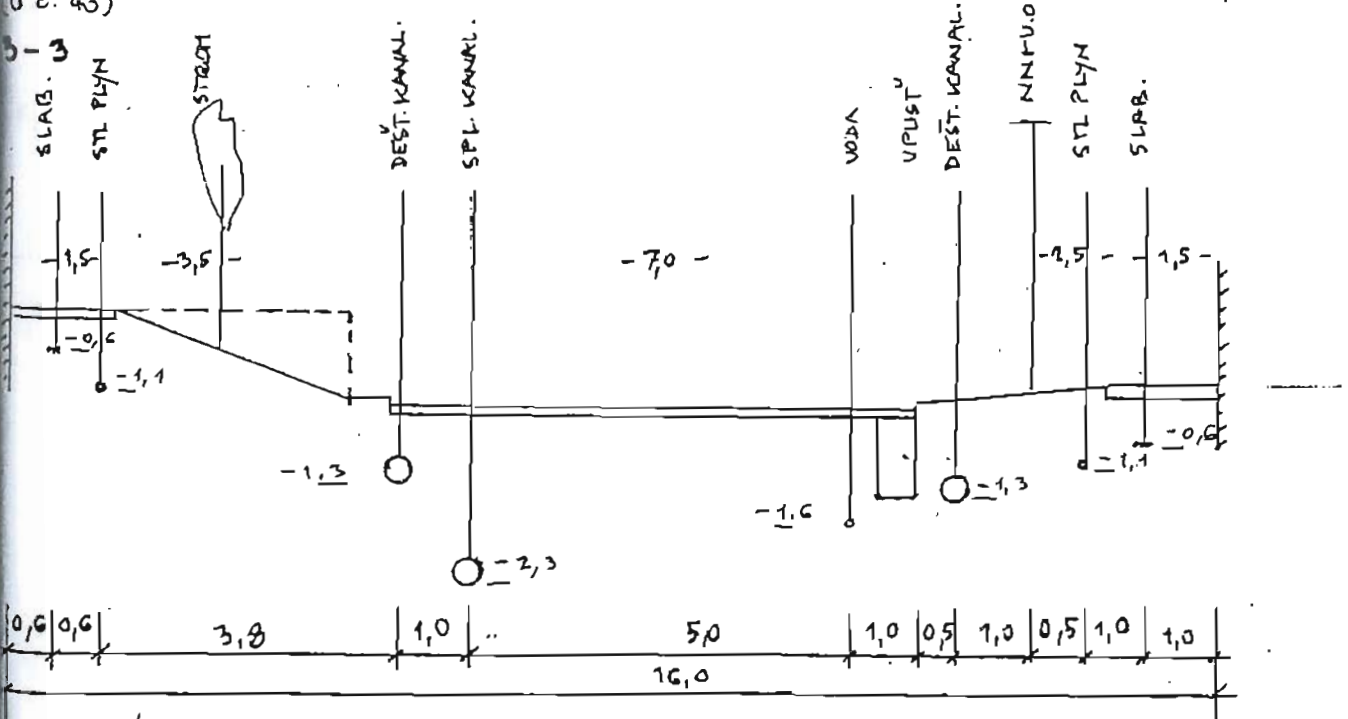 3-3
SLAB.
STL PLYN
STROM
DEŠŤ. KANAL.
SPL. KANAL.
VODA
VPUSŤ
DEŠŤ. KANAL.
NN+V.O
STL PLYN
SLAB.
-1,5-
-3,5-
-7,0-
-2,5-
-1,5-
-0,6
-1,1
-1,3
-2,3
-1,6
-1,3
-1,1
-0,6
0,6 0,6 3,8 1,0 5,0 1,0 0,5 1,0 0,5 1,0 1,0
16,0